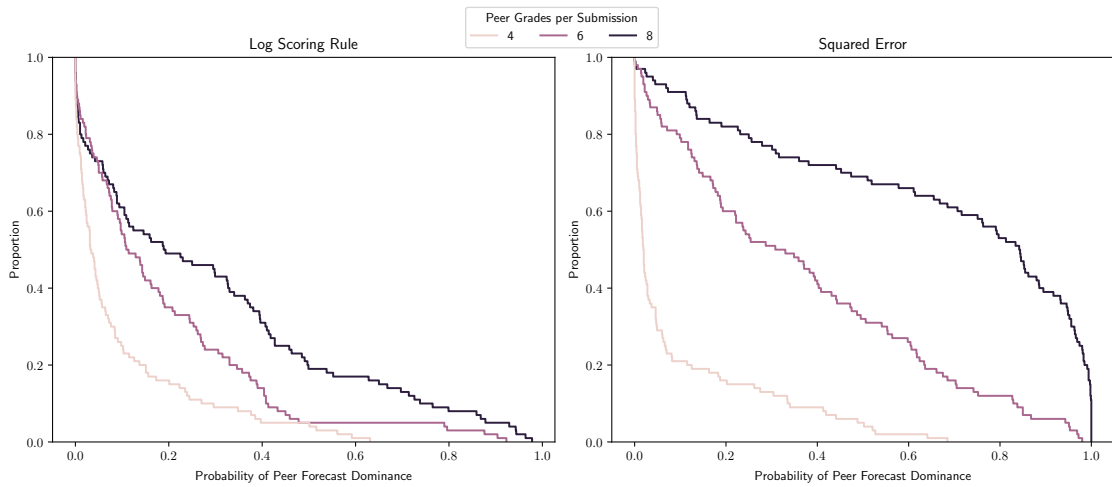 Peer Grades per Submission
4 6 8
Log Scoring Rule
Squared Error
1.0
0.8
0.6
0.4
0.2
0.0
Proportion
0.0 0.2 0.4 0.6 0.8 1.0
Probability of Peer Forecast Dominance
1.0
0.8
0.6
0.4
0.2
0.0
Proportion
0.0 0.2 0.4 0.6 0.8 1.0
Probability of Peer Forecast Dominance